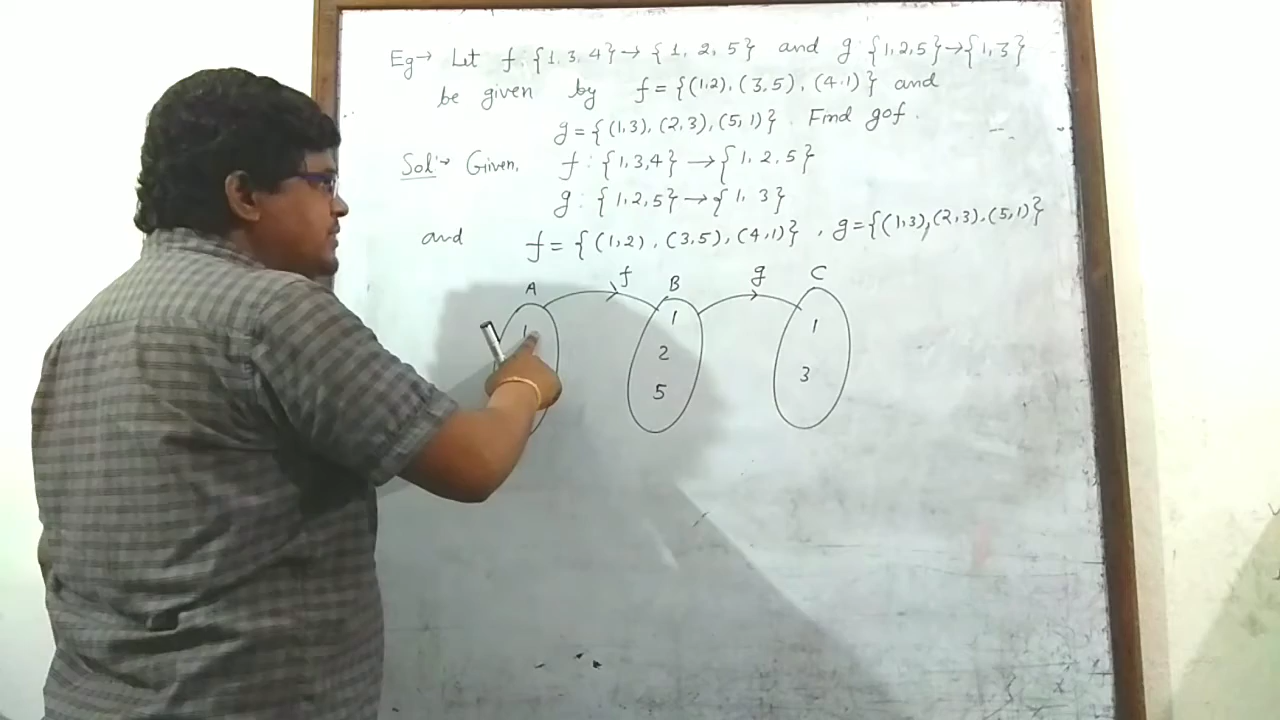 Eg→ Let f:{1, 3, 4}→{1, 2, 5} and g:{1,2,5}→{1,3}
be given by f={(1,2), (3,5), (4,1)} and
g={(1,3), (2,3), (5,1)}. Find gof.
Solⁿ→ Given, f:{1,3,4}→{1, 2, 5}
g:{1,2,5}→{1, 3}
and f={(1,2), (3,5), (4,1)}, g={(1,3),(2,3),(5,1)}
A f B g C
1 1 1
2 3
5